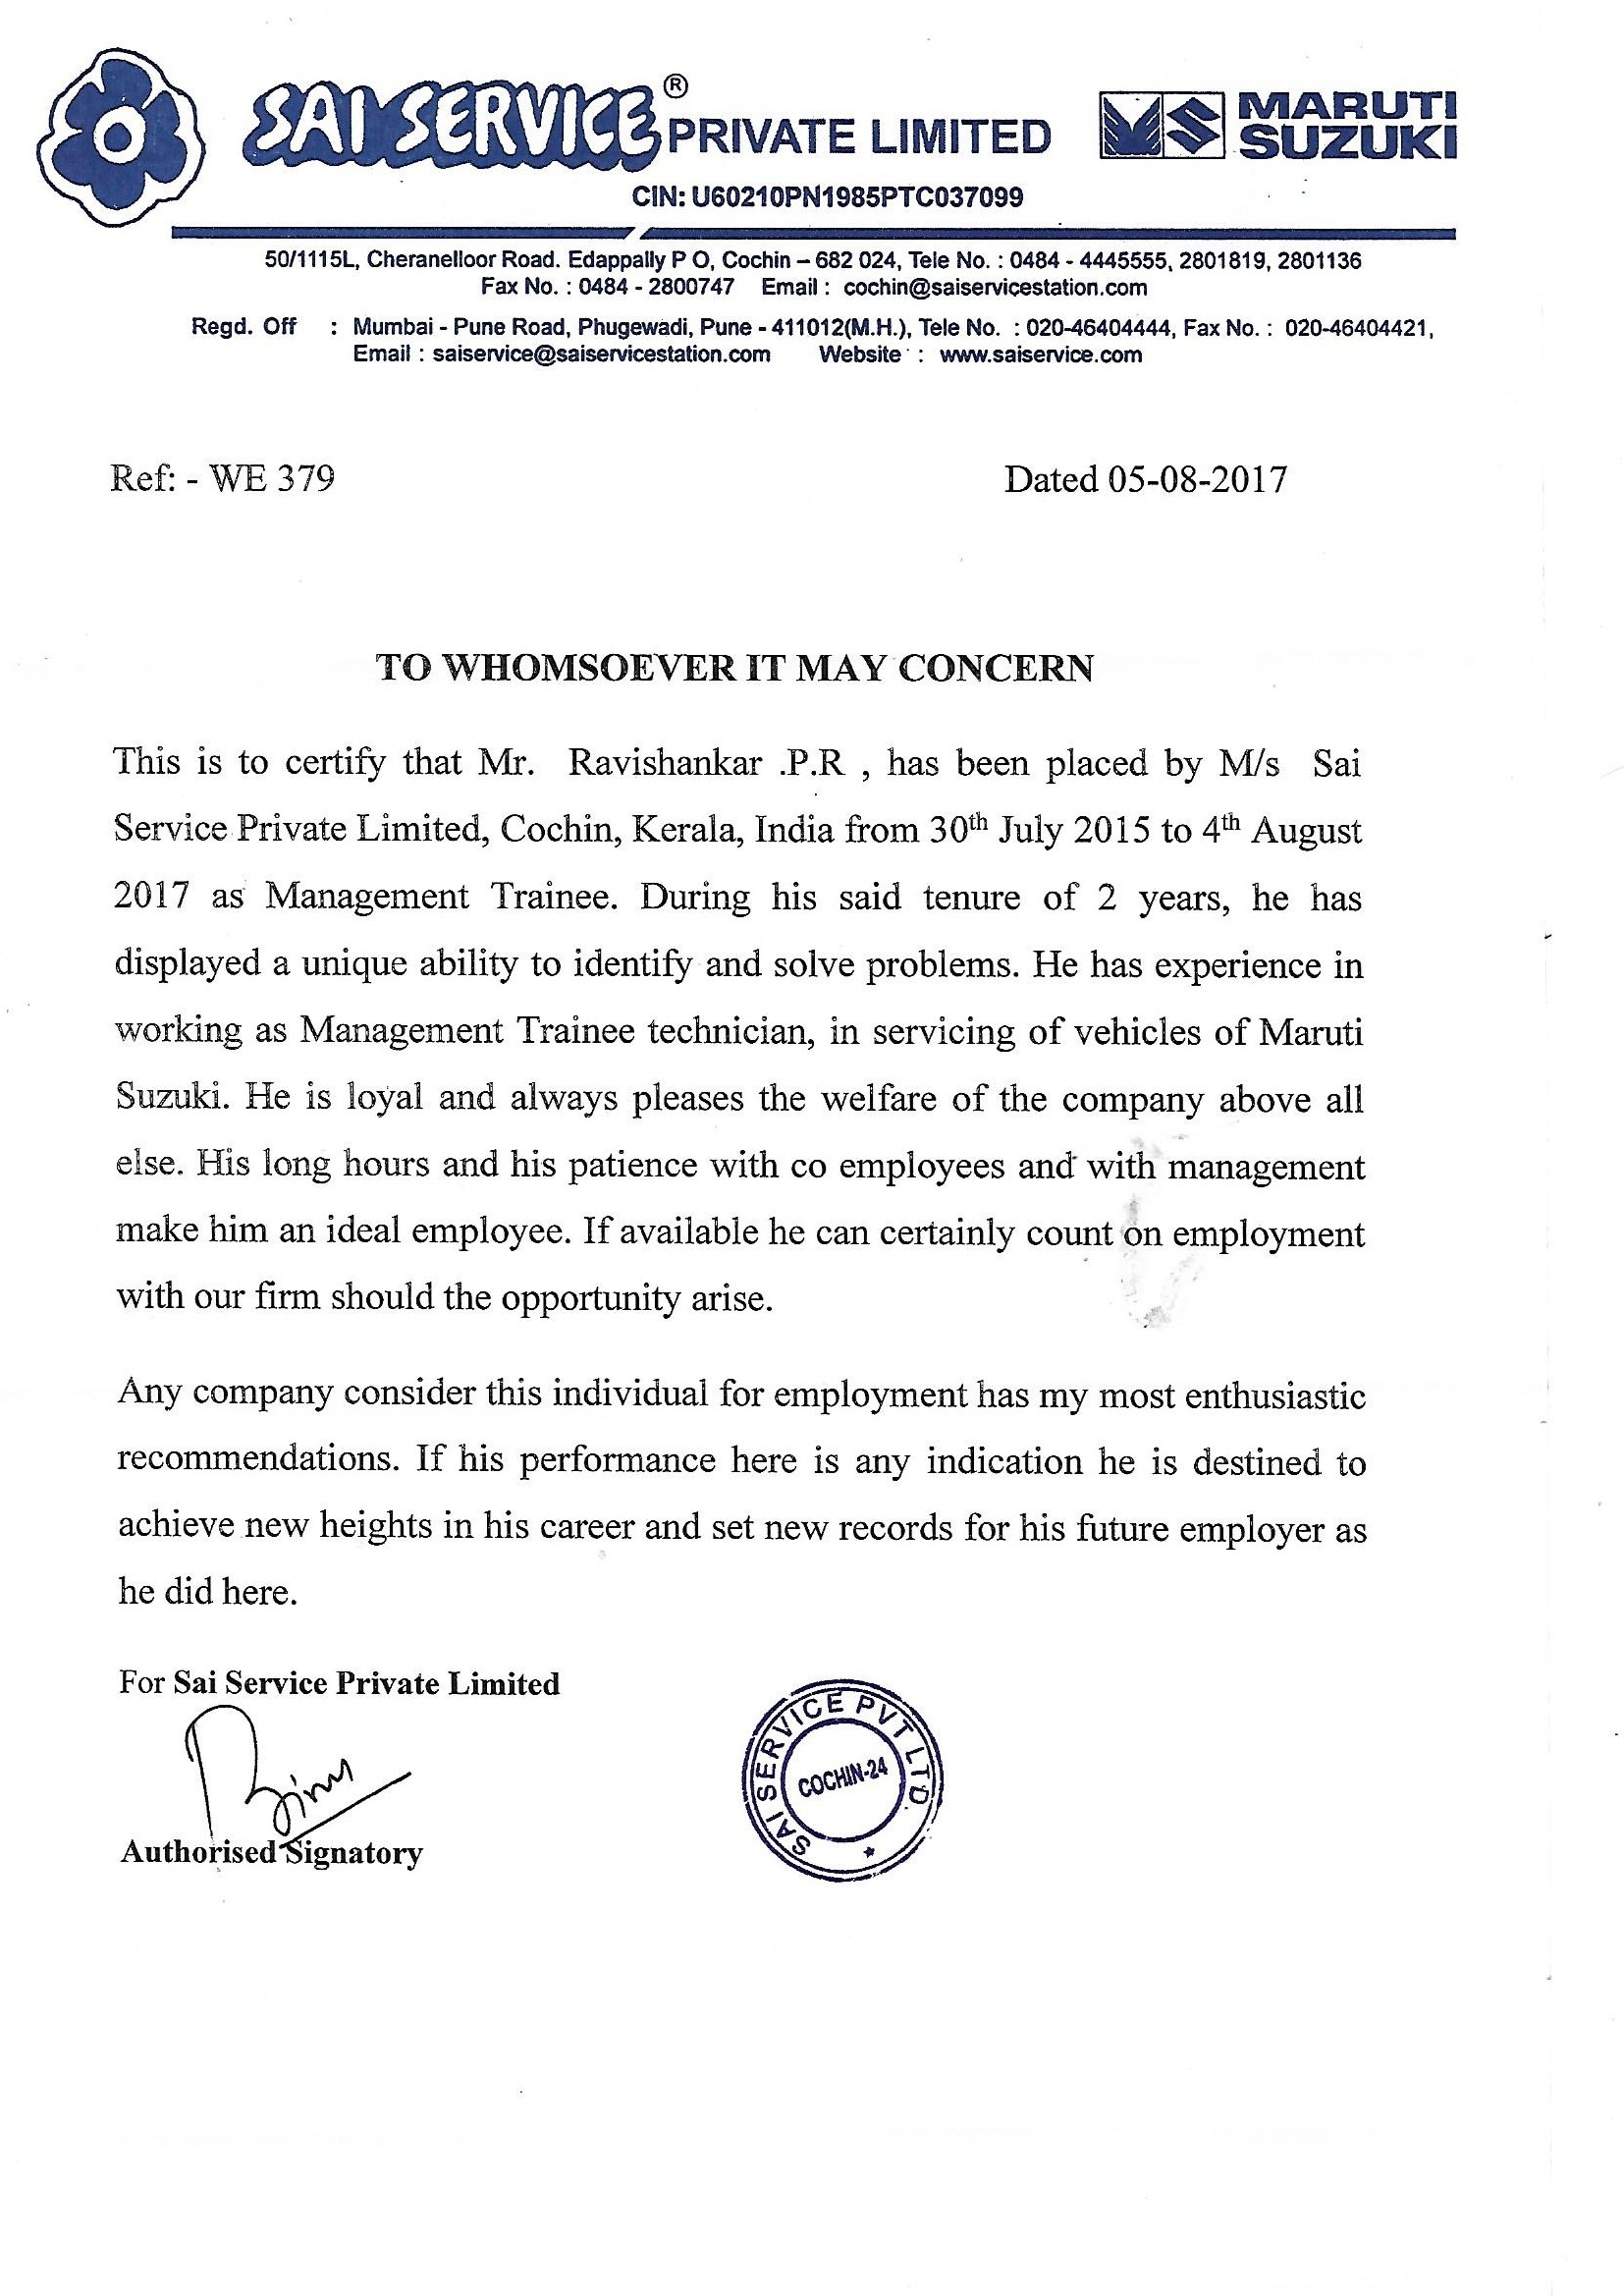 SAI SERVICE® PRIVATE LIMITED MARUTI SUZUKI
CIN: U60210PN1985PTC037099
50/1115L, Cheranelloor Road. Edappally P O, Cochin – 682 024, Tele No. : 0484 - 4445555, 2801819, 2801136
Fax No. : 0484 - 2800747 Email : cochin@saiservicestation.com
Regd. Off : Mumbai - Pune Road, Phugewadi, Pune - 411012(M.H.), Tele No. : 020-46404444, Fax No. : 020-46404421,
Email : saiservice@saiservicestation.com Website : www.saiservice.com
Ref: - WE 379 Dated 05-08-2017
TO WHOMSOEVER IT MAY CONCERN
This is to certify that Mr. Ravishankar .P.R , has been placed by M/s Sai
Service Private Limited, Cochin, Kerala, India from 30th July 2015 to 4th August
2017 as Management Trainee. During his said tenure of 2 years, he has
displayed a unique ability to identify and solve problems. He has experience in
working as Management Trainee technician, in servicing of vehicles of Maruti
Suzuki. He is loyal and always pleases the welfare of the company above all
else. His long hours and his patience with co employees and with management
make him an ideal employee. If available he can certainly count on employment
with our firm should the opportunity arise.
Any company consider this individual for employment has my most enthusiastic
recommendations. If his performance here is any indication he is destined to
achieve new heights in his career and set new records for his future employer as
he did here.
For Sai Service Private Limited
Authorised Signatory
SAI SERVICE PVT LTD.
COCHIN-24